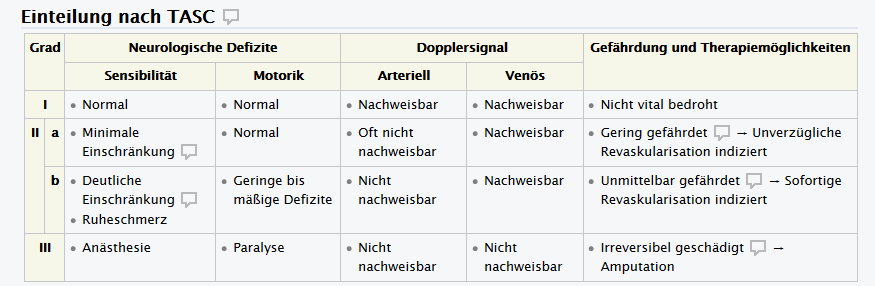 Einteilung nach TASC
Grad Neurologische Defizite Dopplersignal Gefährdung und Therapiemöglichkeiten
Sensibilität Motorik Arteriell Venös
I • Normal • Normal • Nachweisbar • Nachweisbar • Nicht vital bedroht
II a • Minimale • Normal • Oft nicht • Nachweisbar • Gering gefährdet → Unverzügliche
Einschränkung nachweisbar Revaskularisation indiziert
b • Deutliche • Geringe bis • Nicht • Nachweisbar • Unmittelbar gefährdet → Sofortige
Einschränkung mäßige Defizite nachweisbar Revaskularisation indiziert
• Ruheschmerz
III • Anästhesie • Paralyse • Nicht • Nicht • Irreversibel geschädigt →
nachweisbar nachweisbar Amputation